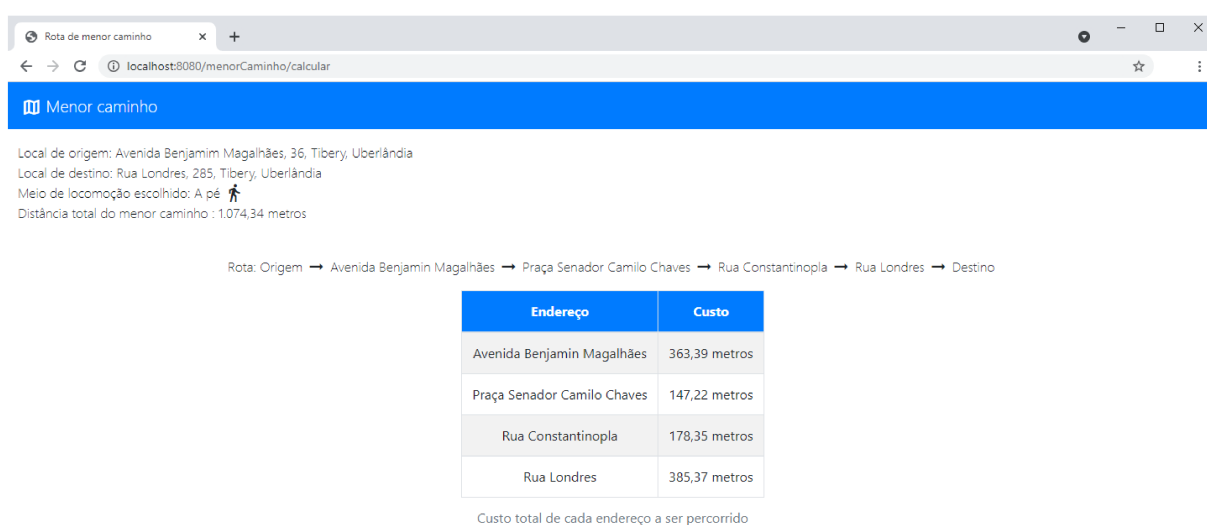 Rota de menor caminho
localhost:8080/menorCaminho/calcular
Menor caminho
Local de origem: Avenida Benjamim Magalhães, 36, Tibery, Uberlândia
Local de destino: Rua Londres, 285, Tibery, Uberlândia
Meio de locomoção escolhido: A pé
Distância total do menor caminho : 1.074,34 metros
Rota: Origem → Avenida Benjamin Magalhães → Praça Senador Camilo Chaves → Rua Constantinopla → Rua Londres → Destino
Endereço Custo
Avenida Benjamin Magalhães 363,39 metros
Praça Senador Camilo Chaves 147,22 metros
Rua Constantinopla 178,35 metros
Rua Londres 385,37 metros
Custo total de cada endereço a ser percorrido